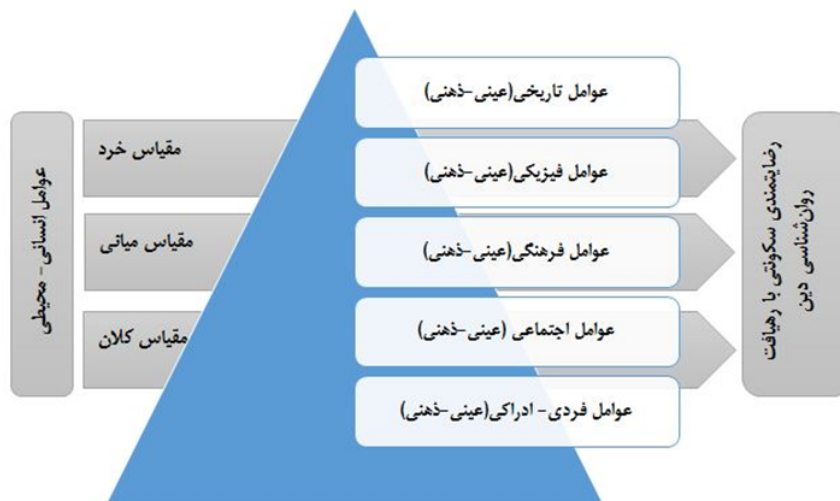 عوامل تاریخی(عینی-ذهنی)
عوامل فیزیکی(عینی-ذهنی)
عوامل فرهنگی(عینی-ذهنی)
عوامل اجتماعی (عینی-ذهنی)
عوامل فردی- ادراکی(عینی-ذهنی)
رضایتمندی سکونتی با رهیافت
روان‌شناسی دین
مقیاس خرد
مقیاس میانی
مقیاس کلان
عوامل انسانی- محیطی